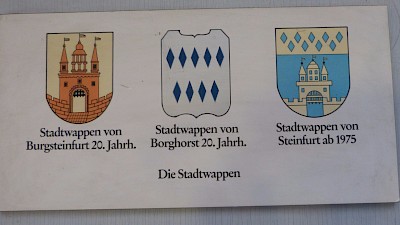 Stadtwappen von
Burgsteinfurt 20. Jahrh.
Stadtwappen von
Borghorst 20. Jahrh.
Stadtwappen von
Steinfurt ab 1975
Die Stadtwappen